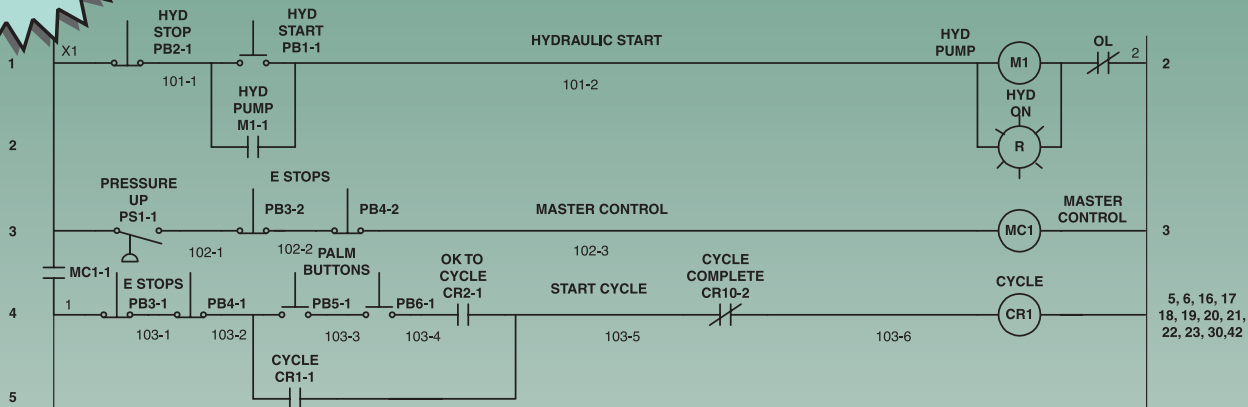 HYD
STOP
PB2-1
HYD
START
PB1-1
HYDRAULIC START
HYD
PUMP
OL
X1
M1
2
1
2
101-1
101-2
HYD
PUMP
M1-1
HYD
ON
R
2
PRESSURE
UP
PS1-1
E STOPS
PB3-2
PB4-2
MASTER CONTROL
MASTER
CONTROL
3
MC1
3
102-1
102-2
102-3
MC1-1
E STOPS
PB3-1
PB4-1
PALM
BUTTONS
PB5-1
PB6-1
OK TO
CYCLE
CR2-1
START CYCLE
CYCLE
COMPLETE
CR10-2
CYCLE
1
4
CR1
5, 6, 16, 17
18, 19, 20, 21,
22, 23, 30,42
103-1
103-2
103-3
103-4
103-5
103-6
CYCLE
CR1-1
5